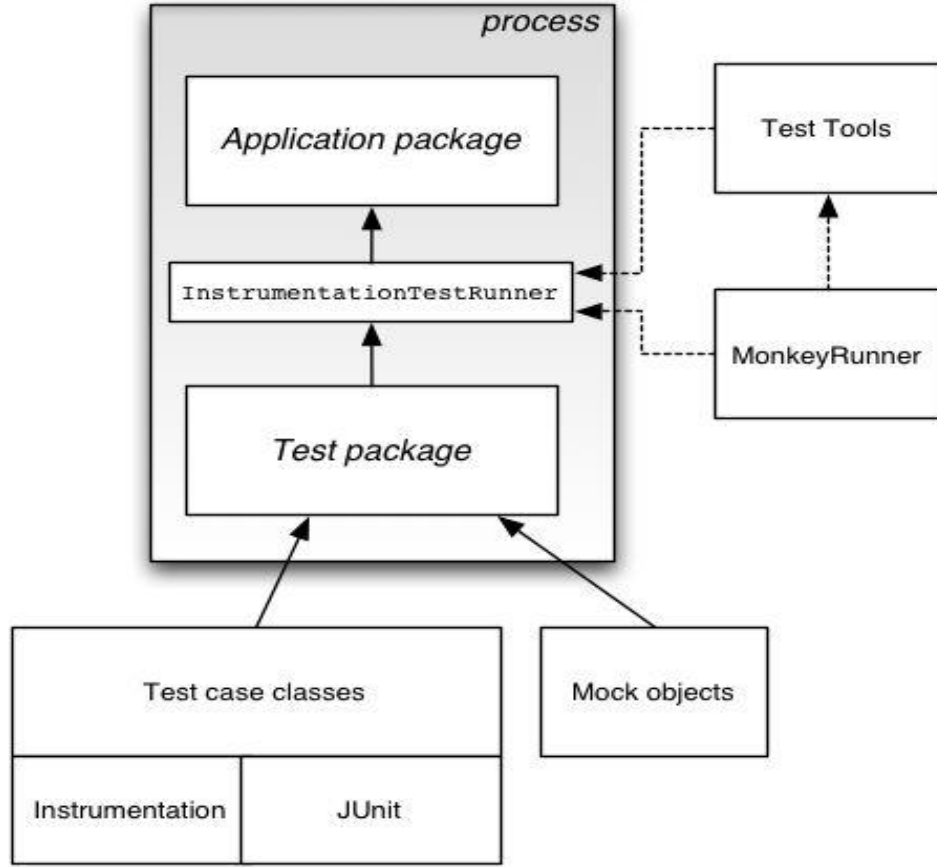 process
Application package
Test Tools
InstrumentationTestRunner
MonkeyRunner
Test package
Test case classes
Mock objects
Instrumentation
JUnit